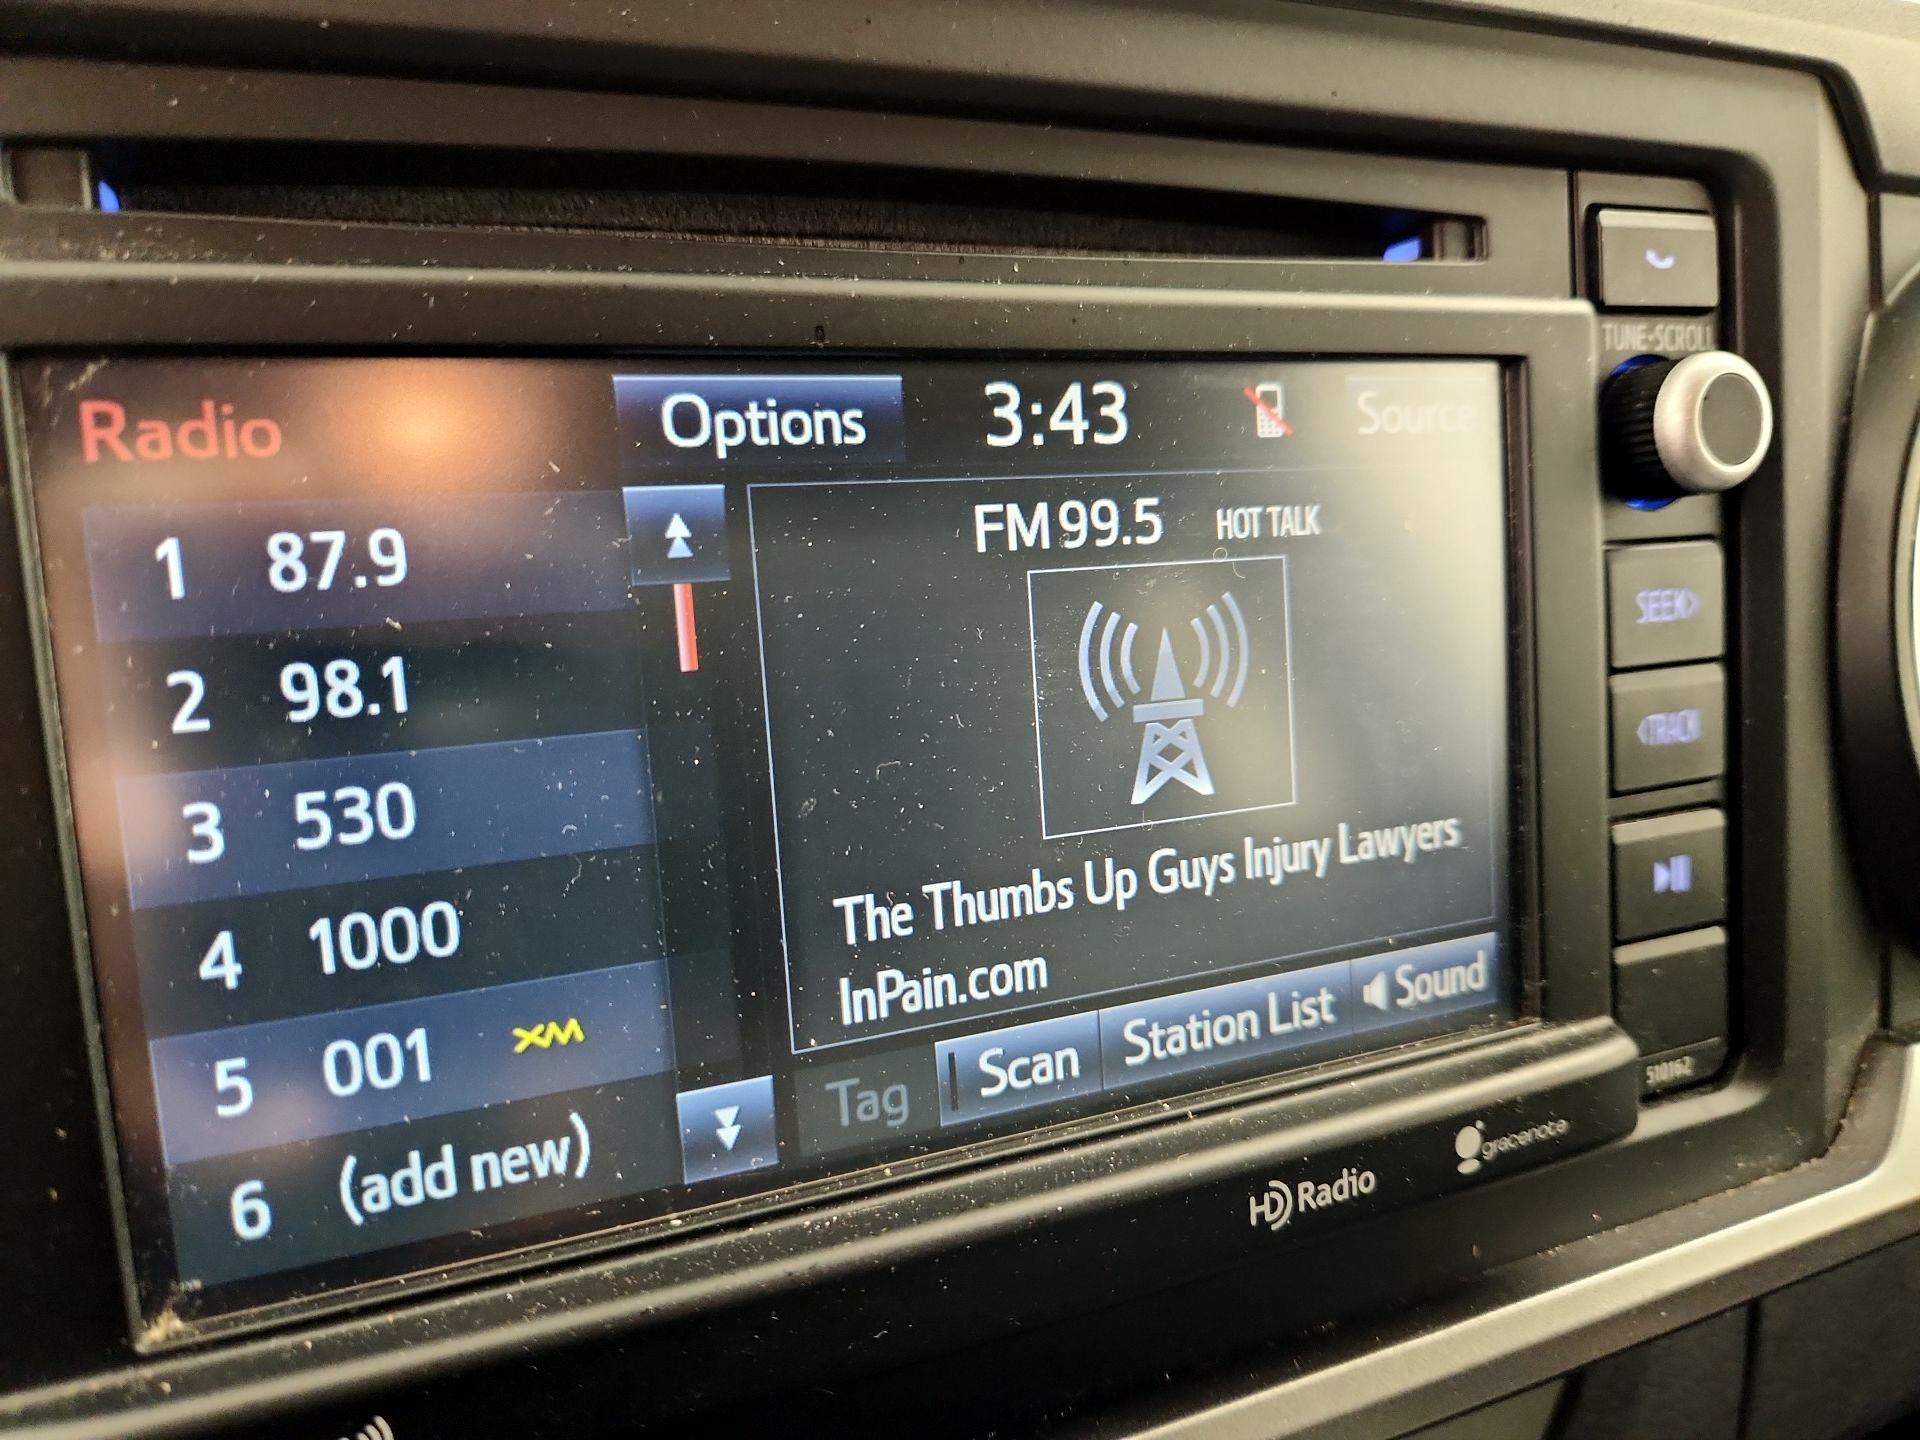 TUNE•SCROLL
Radio
Options
3:43
Source
1 87.9
2 98.1
3 530
4 1000
5 001 XM
6 (add new)
FM 99.5 HOT TALK
The Thumbs Up Guys Injury Lawyers
InPain.com
Tag
Scan
Station List
Sound
SEEK>
<TRACK
510162
HD Radio
gracenote